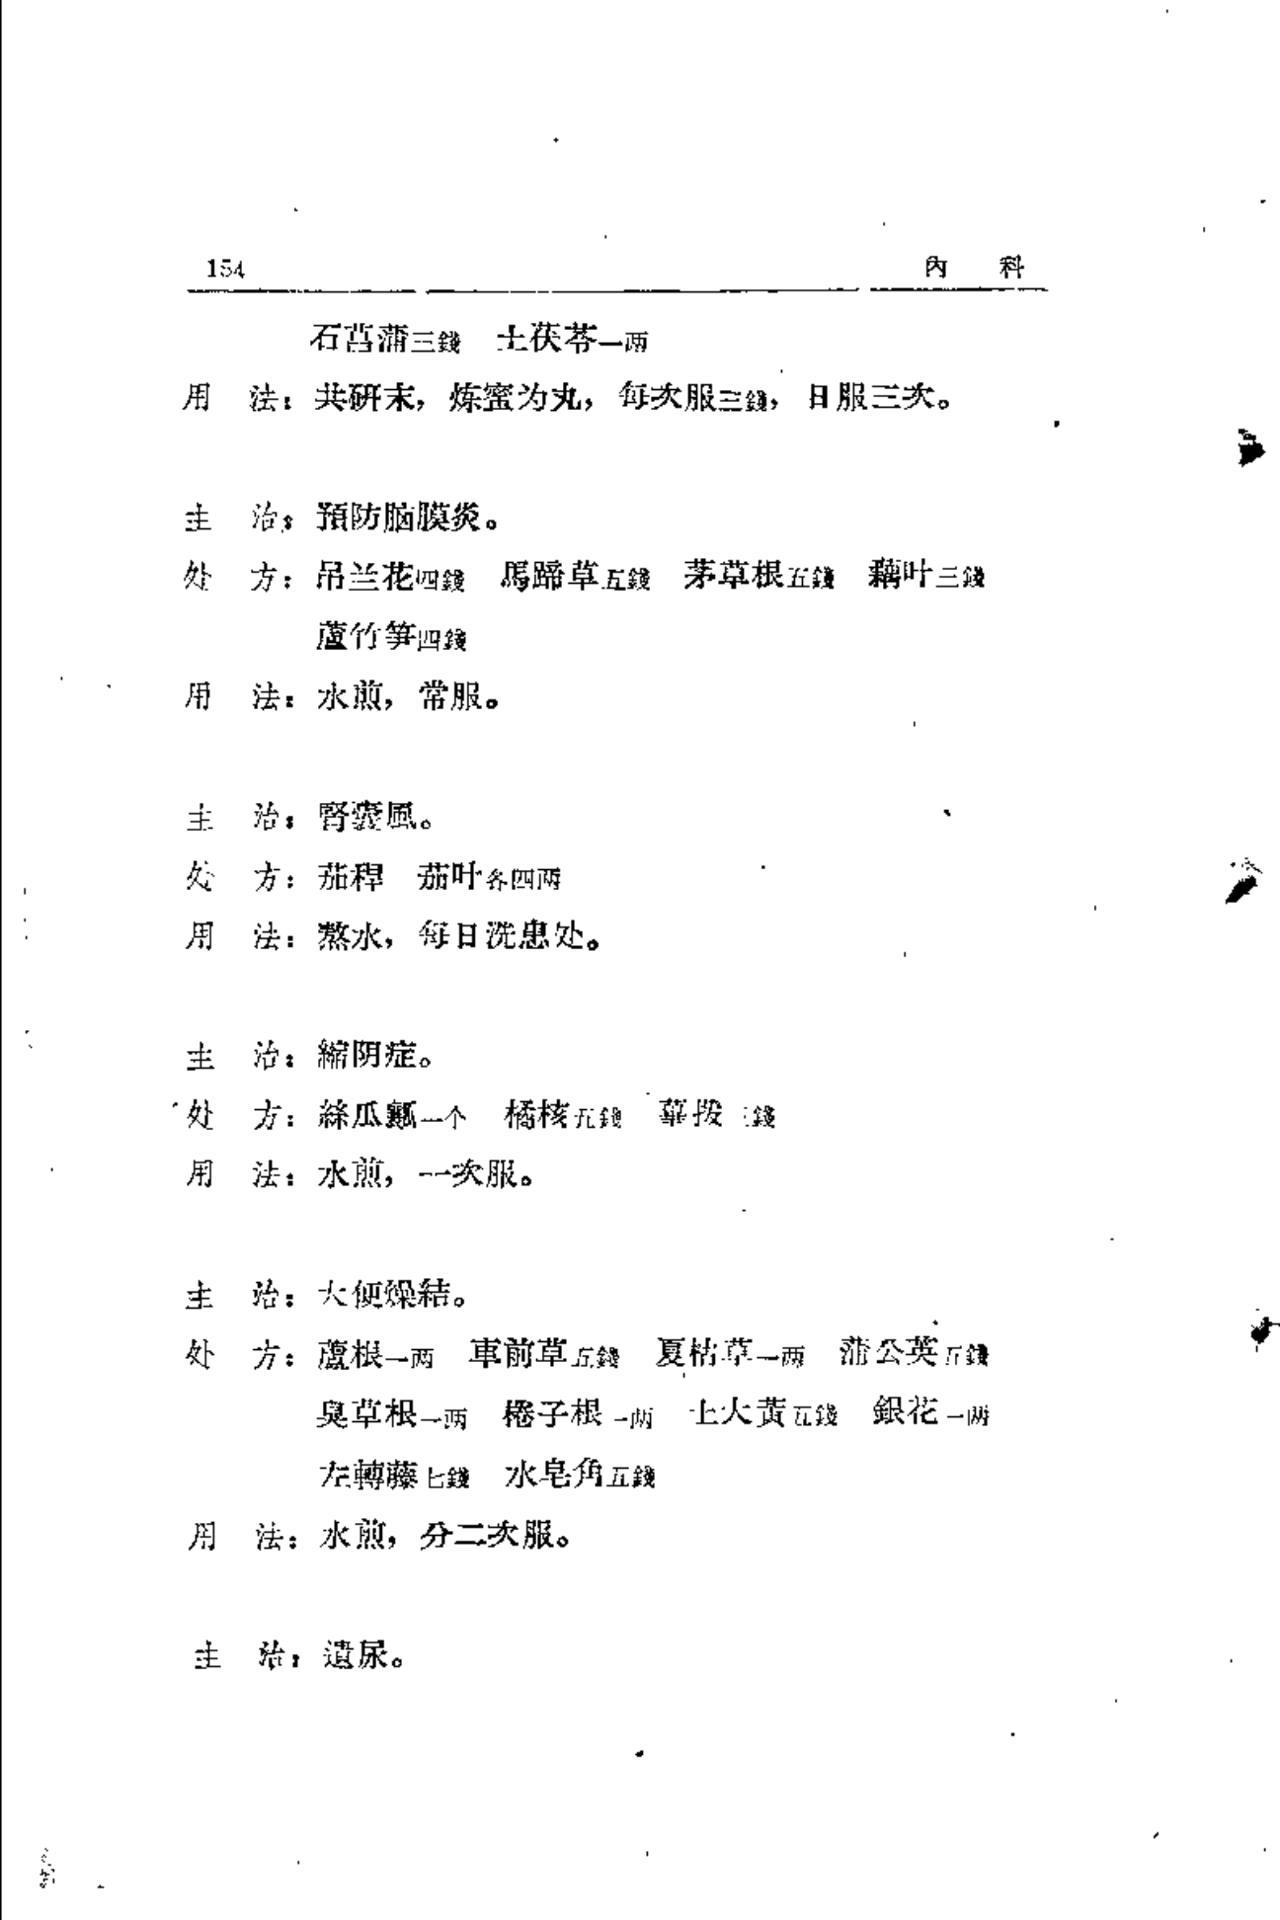 154 內 科
石菖蒲三錢 土茯苓一两
用 法：共研末，炼蜜为丸，每次服三錢，日服三次。
主 治：預防脑膜炎。
处 方：吊兰花四錢 馬蹄草五錢 茅草根五錢 藕叶三錢
蘆竹笋四錢
用 法：水煎，常服。
主 治：腎囊風。
处 方：茄稈 茄叶各四两
用 法：熬水，每日洗患处。
主 治：縮阴症。
处 方：絲瓜瓤一个 橘核五錢 蓽拨三錢
用 法：水煎，一次服。
主 治：大便燥結。
处 方：蘆根一两 車前草五錢 夏枯草一两 蒲公英五錢
臭草根一两 棬子根一两 土大黃五錢 銀花一两
左轉藤七錢 水皂角五錢
用 法：水煎，分二次服。
主 治：遺尿。